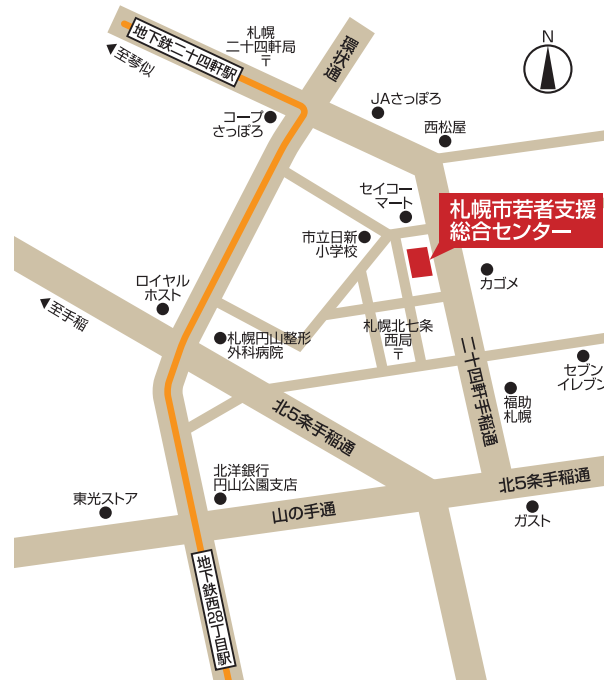 札幌
二十四軒局
〒
地下鉄二十四軒駅
◀至琴似
環状通
N
コープ
さっぽろ
JAさっぽろ
西松屋
セイコー
マート
札幌市若者支援
総合センター
市立日新
小学校
カゴメ
ロイヤル
ホスト
◀至手稲
札幌円山整形
外科病院
札幌北七条
西局
〒
二十四軒手稲通
セブン
イレブン
福助
札幌
北5条手稲通
北洋銀行
円山公園支店
東光ストア
山の手通
北5条手稲通
ガスト
地下鉄西28丁目駅